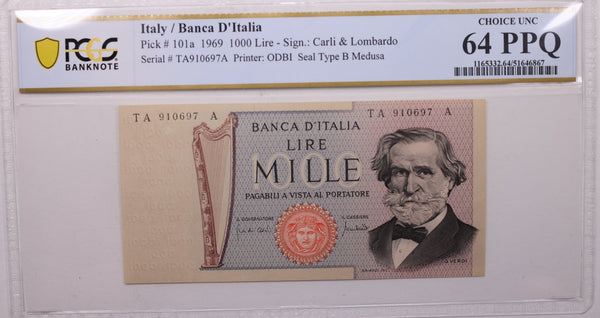 PCGS
BANKNOTE
Italy / Banca D'Italia
Pick # 101a 1969 1000 Lire - Sign.: Carli & Lombardo
Serial # TA910697A Printer: ODBI Seal Type B Medusa
CHOICE UNC
64 PPQ
1165332.64/51646867
TA 910697 A
TA 910697 A
BANCA D'ITALIA
LIRE
1000
MILLE
PAGABILI A VISTA AL PORTATORE
IL GOVERNATORE
IL CASSIERE
G. VERDI